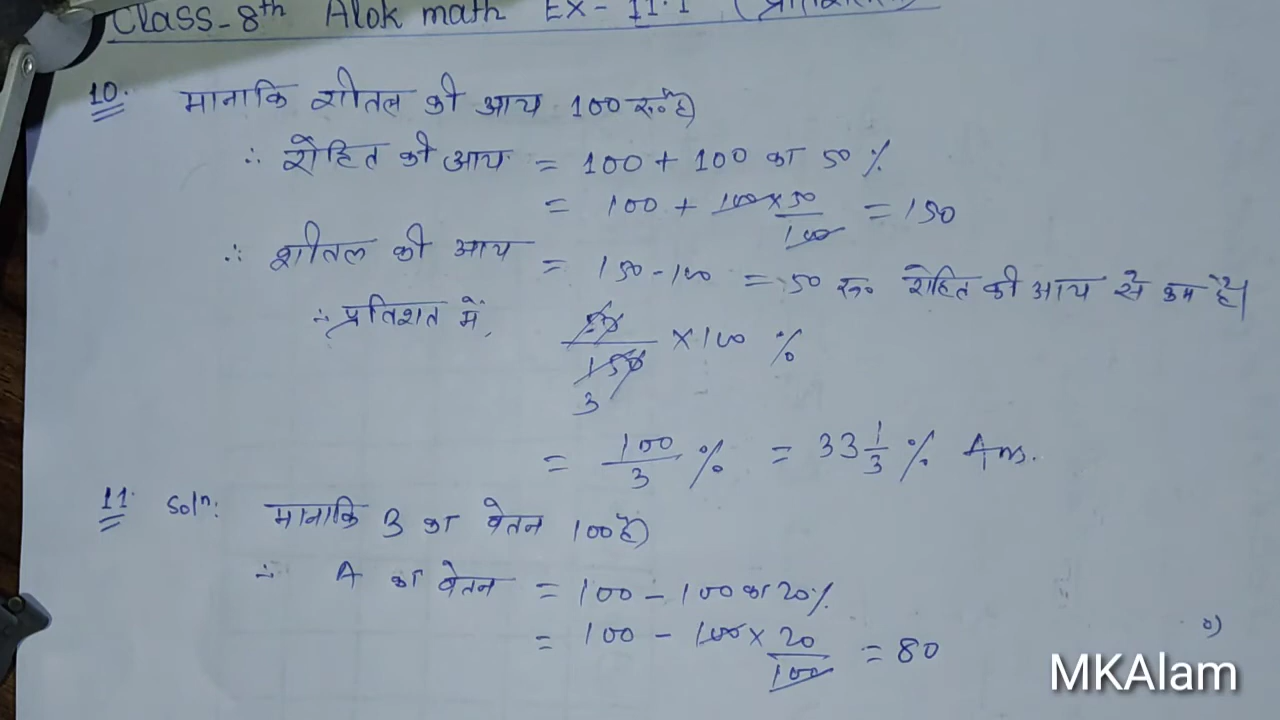 Class-8th Alok math Ex-11.1 (प्रतिशतता)
10. मानाकि शीतल की आय 100 रु० है)
∴ रोहित की आय = 100 + 100 का 50 %
= 100 + 100×50/100 = 150
∴ शीतल की आय = 150-100 = 50 रु० रोहित की आय से कम है।
∴ प्रतिशत में, 50/150 × 100 %
3
= 100/3 % = 33 1/3 % Ans.
11. Solⁿ: मानाकि B का वेतन 100 है)
∴ A का वेतन = 100 - 100 का 20%
= 100 - 100 × 20/100 = 80
MKAlam